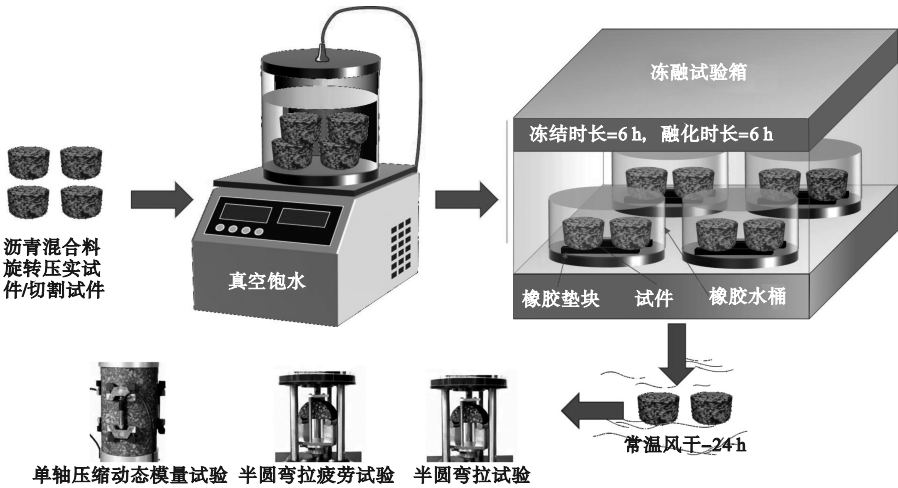 冻融试验箱
冻结时长=6 h, 融化时长=6 h
沥青混合料
旋转压实试
件/切割试件
真空饱水
橡胶垫块
试件
橡胶水桶
常温风干–24 h
单轴压缩动态模量试验
半圆弯拉疲劳试验
半圆弯拉试验